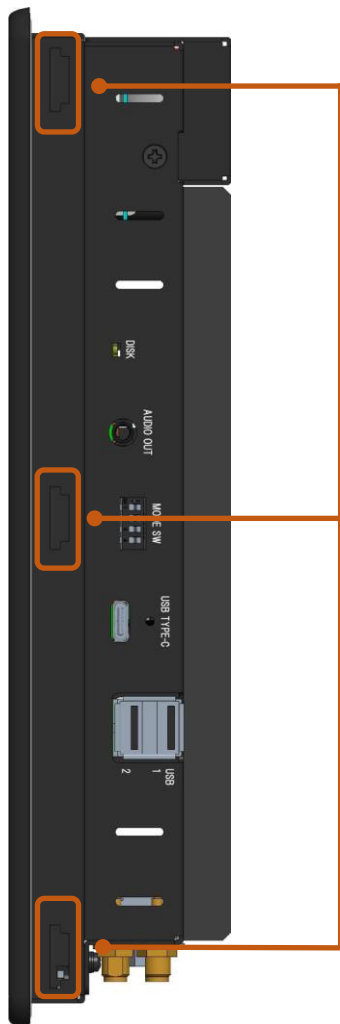 DISK
AUDIO OUT
MODE SW
USB TYPE-C
USB
1
2